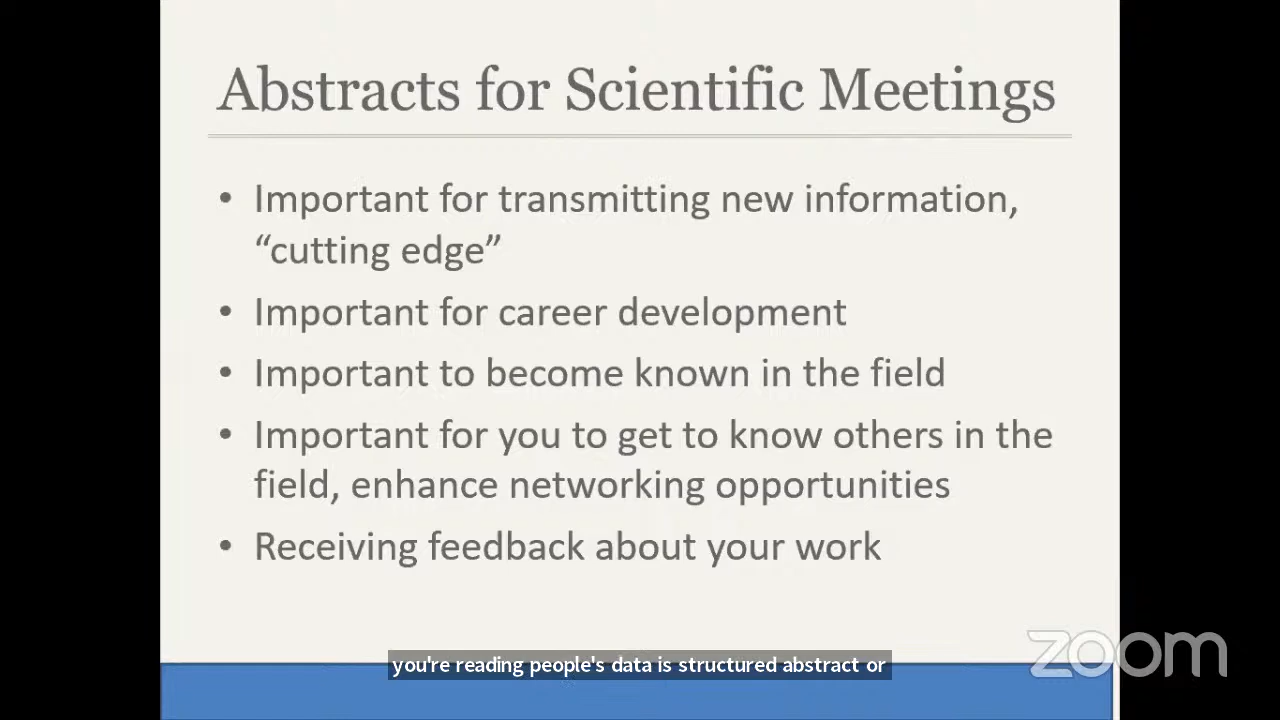 Abstracts for Scientific Meetings
• Important for transmitting new information,
“cutting edge”
• Important for career development
• Important to become known in the field
• Important for you to get to know others in the
field, enhance networking opportunities
• Receiving feedback about your work
zoom
you're reading people's data is structured abstract or